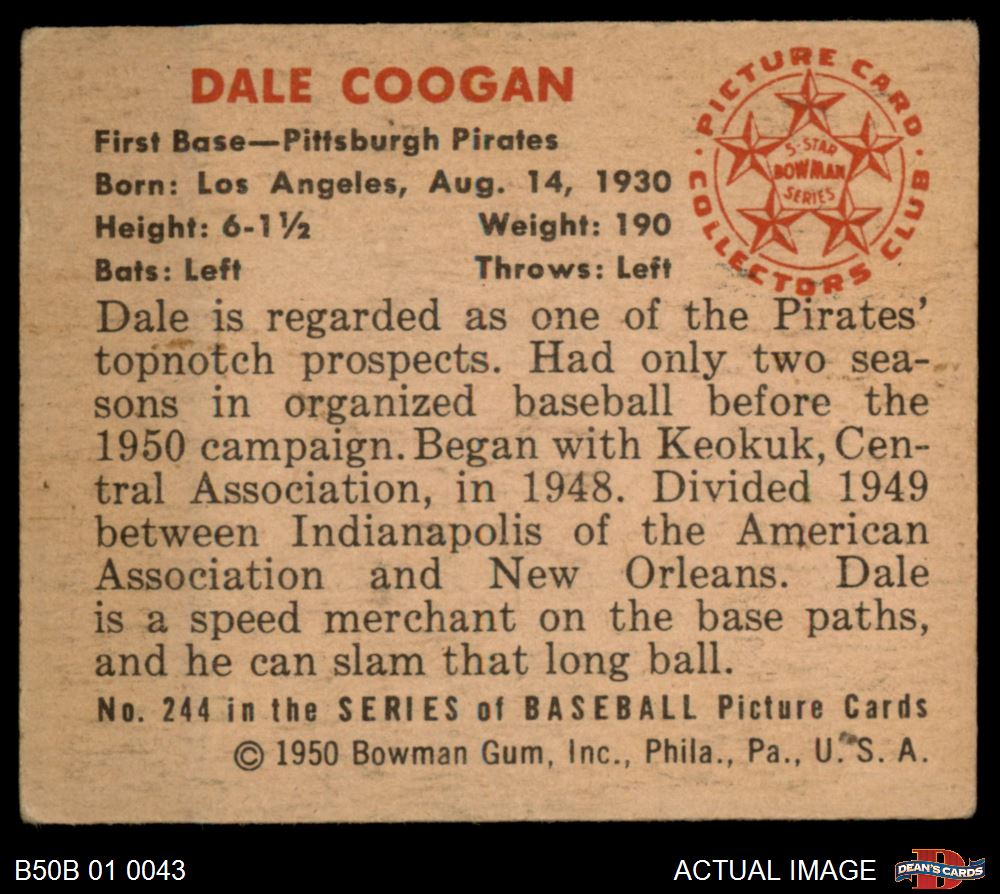 DALE COOGAN
First Base—Pittsburgh Pirates
Born: Los Angeles, Aug. 14, 1930
Height: 6-1½ Weight: 190
Bats: Left Throws: Left
PICTURE CARD
COLLECTORS CLUB
5-STAR
BOWMAN
SERIES
Dale is regarded as one of the Pirates'
topnotch prospects. Had only two sea-
sons in organized baseball before the
1950 campaign. Began with Keokuk, Cen-
tral Association, in 1948. Divided 1949
between Indianapolis of the American
Association and New Orleans. Dale
is a speed merchant on the base paths,
and he can slam that long ball.
No. 244 in the SERIES of BASEBALL Picture Cards
© 1950 Bowman Gum, Inc., Phila., Pa., U. S. A.
B50B 01 0043
ACTUAL IMAGE
D
DEAN'S CARDS